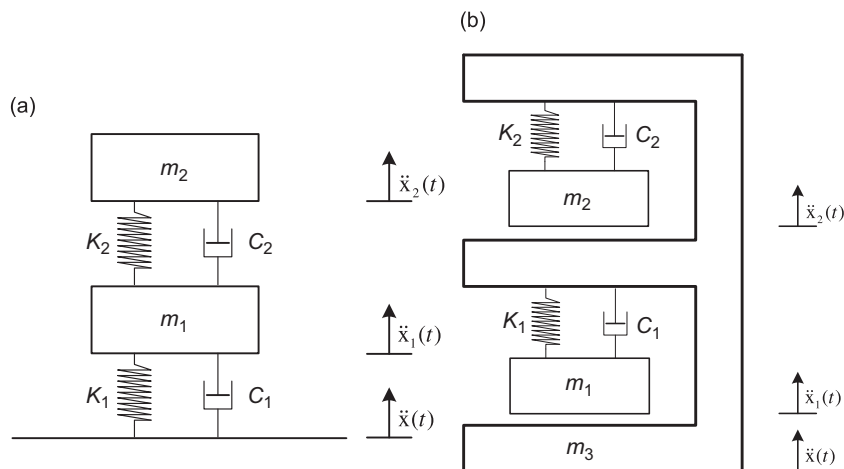 (a)
m₂
K₂
C₂
ẍ₂(t)
m₁
ẍ₁(t)
K₁
C₁
ẍ(t)
(b)
K₂
C₂
m₂
ẍ₂(t)
K₁
C₁
m₁
ẍ₁(t)
m₃
ẍ(t)